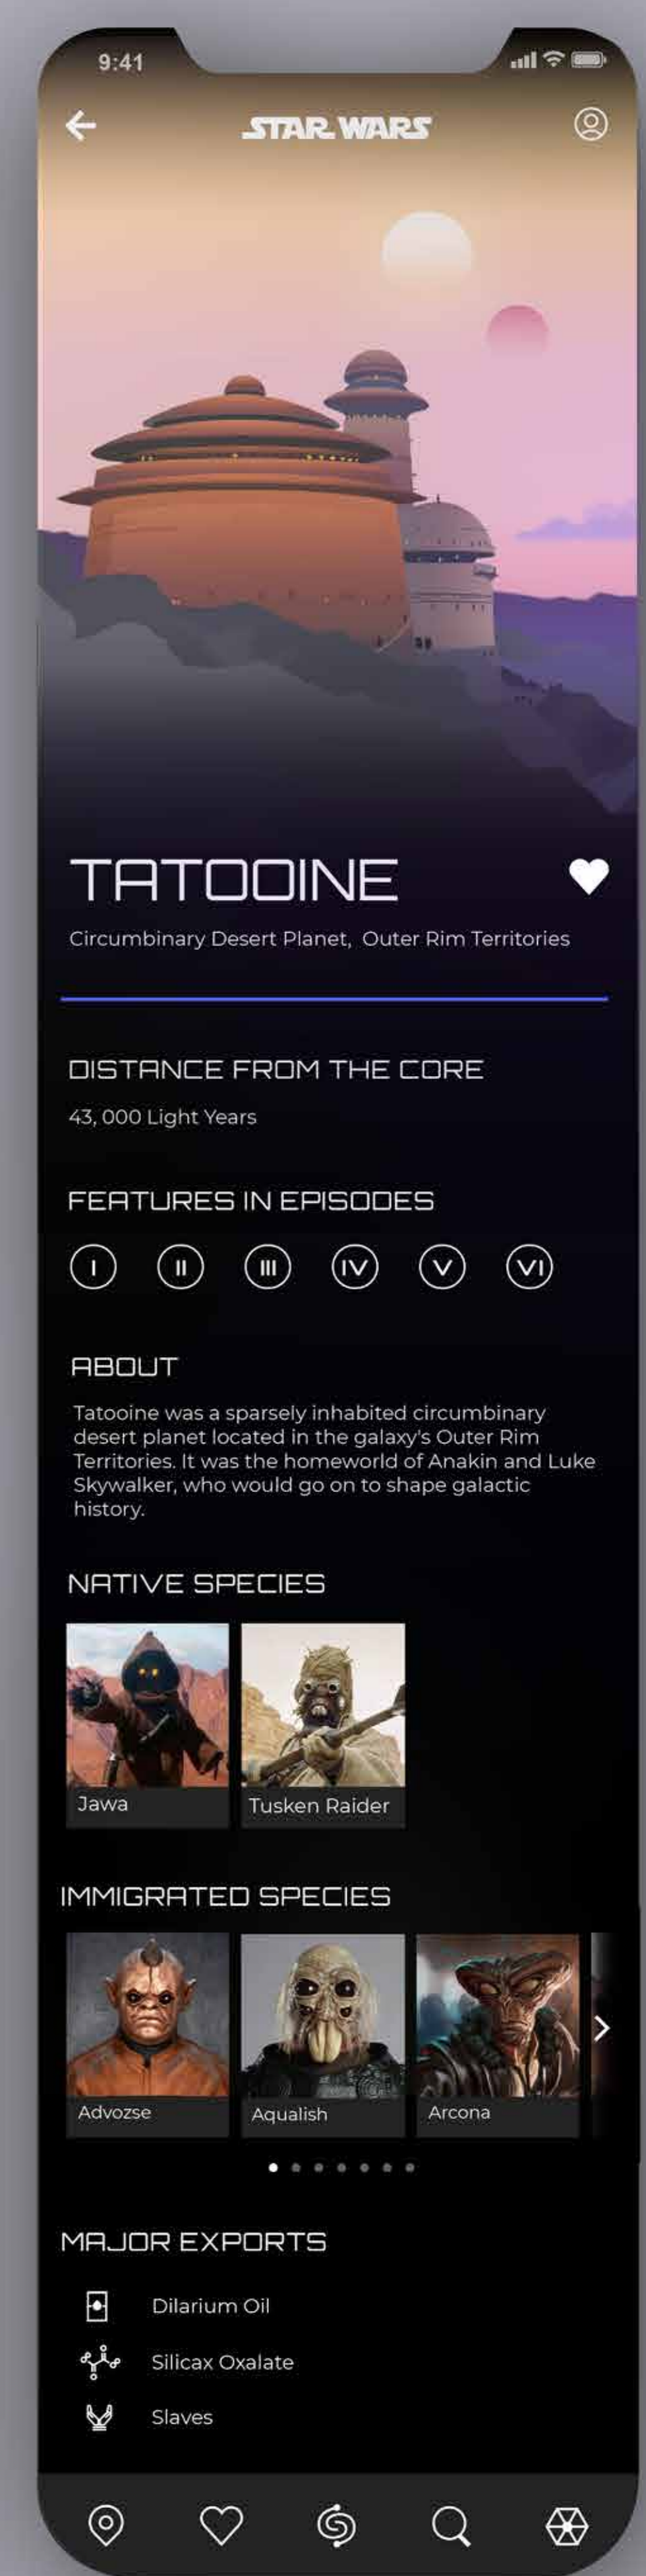 9:41
STAR WARS
TATOOINE
Circumbinary Desert Planet,  Outer Rim Territories
DISTANCE FROM THE CORE
43, 000 Light Years
FEATURES IN EPISODES
I II III IV V VI
ABOUT
Tatooine was a sparsely inhabited circumbinary
desert planet located in the galaxy's Outer Rim
Territories. It was the homeworld of Anakin and Luke
Skywalker, who would go on to shape galactic
history.
NATIVE SPECIES
Jawa Tusken Raider
IMMIGRATED SPECIES
Advozse Aqualish Arcona
MAJOR EXPORTS
Dilarium Oil
Silicax Oxalate
Slaves